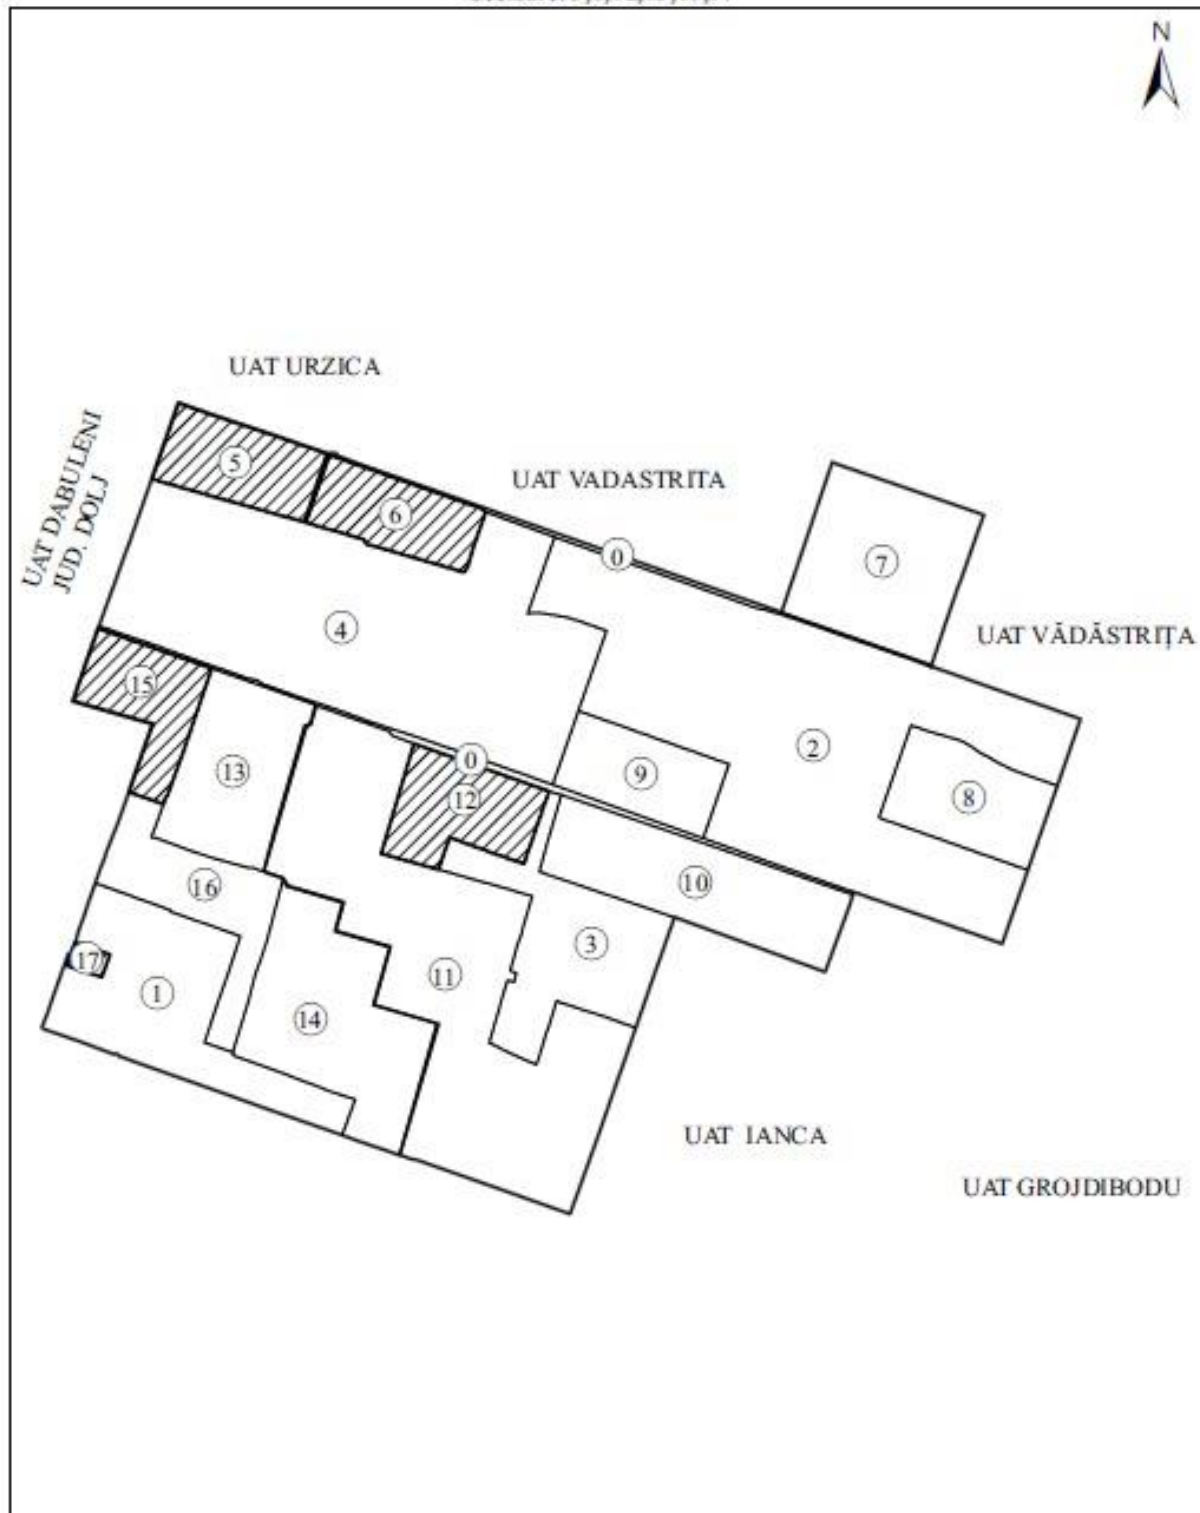 N
UAT URZICA
UAT DABULENI
JUD. DOLJ
UAT VADASTRITA
5
6
0
7
UAT VĂDĂSTRIȚA
4
15
2
13
0
9
12
8
10
16
3
17
11
1
14
UAT IANCA
UAT GROJDIBODU